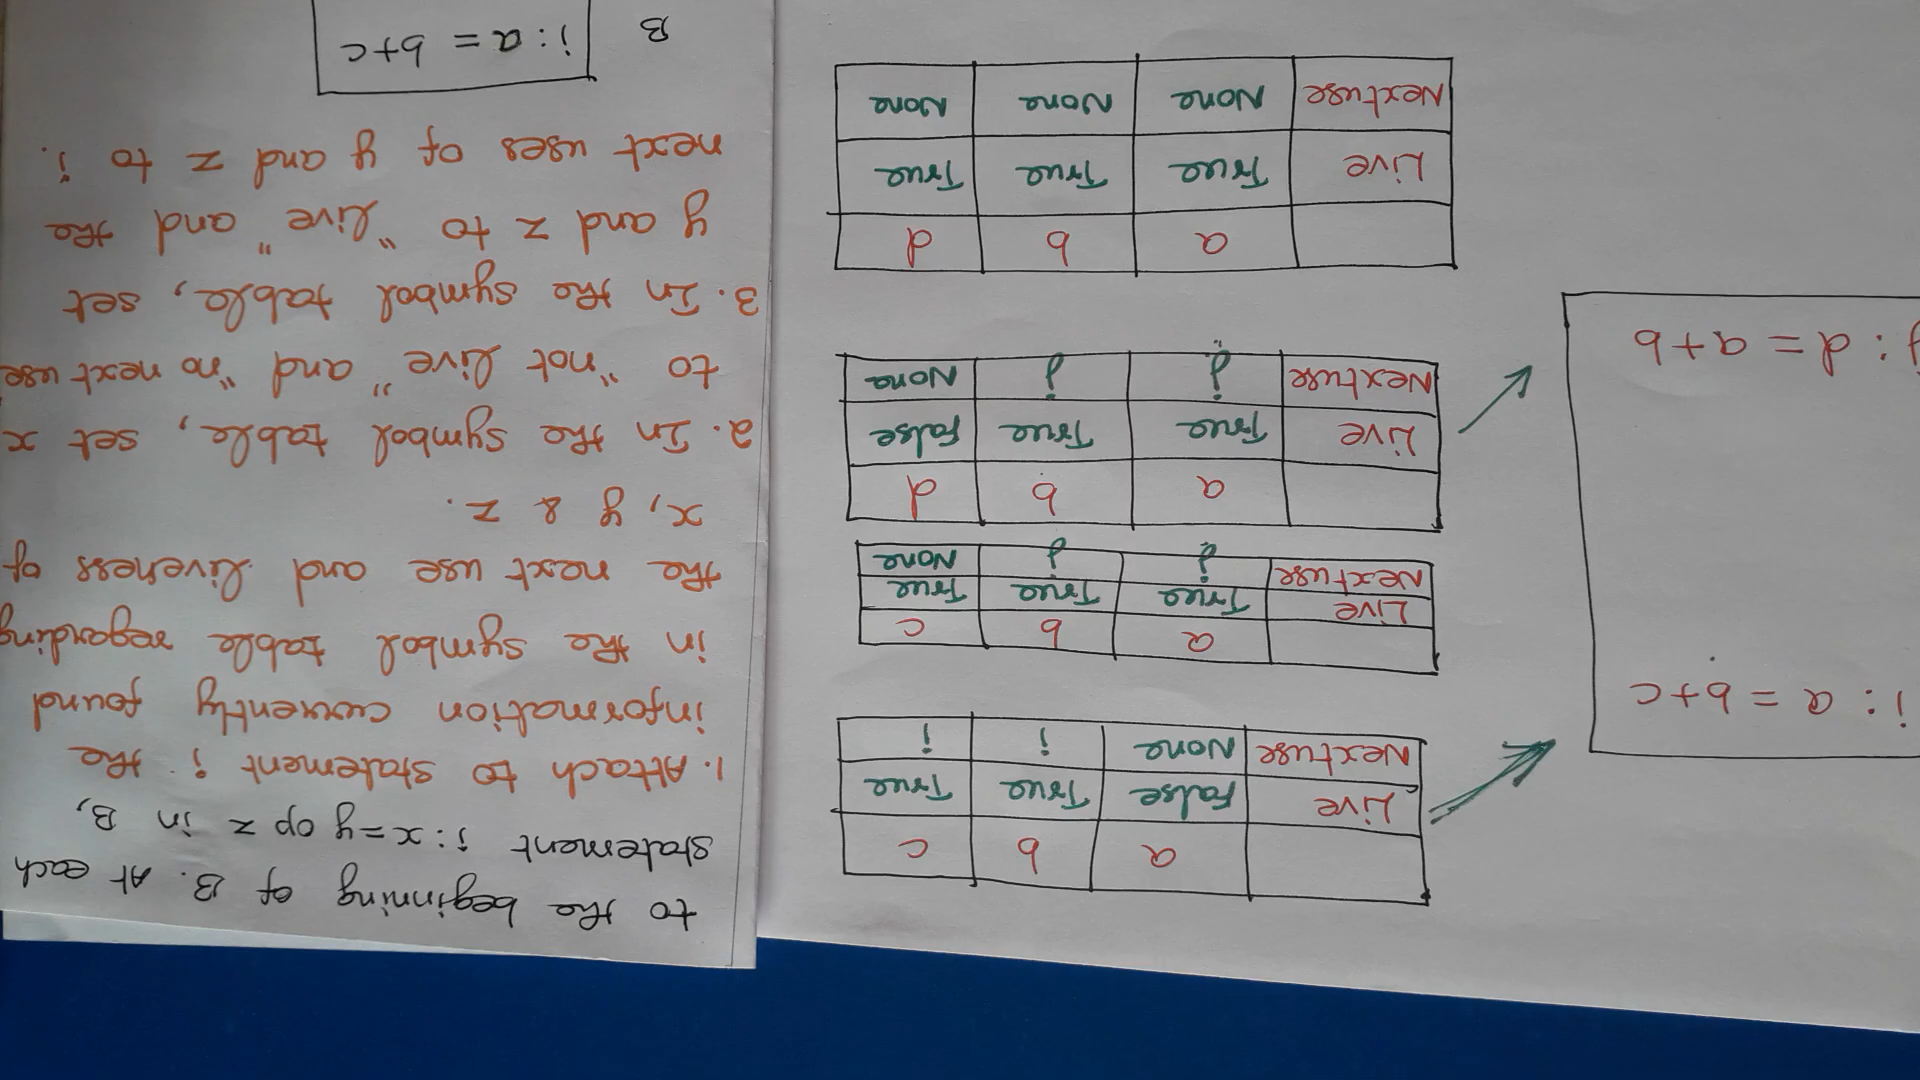 i : a = b+c
j : d = a+b
a b c
Live False True True
Nextuse None i i
a b c
Live True True True
Nextuse j j None
a b d
Live True True False
Nextuse j j None
a b d
Live True True True
Nextuse None None None
to the beginning of B. At each
statement i: x=y op z in B,
1. Attach to statement i the
information currently found
in the symbol table regarding
the next use and liveness of
x, y & z.
2. In the symbol table, set x
to "not live" and "no next use
3. In the symbol table, set
y and z to "live" and the
next uses of y and z to i.
B i: a = b+c